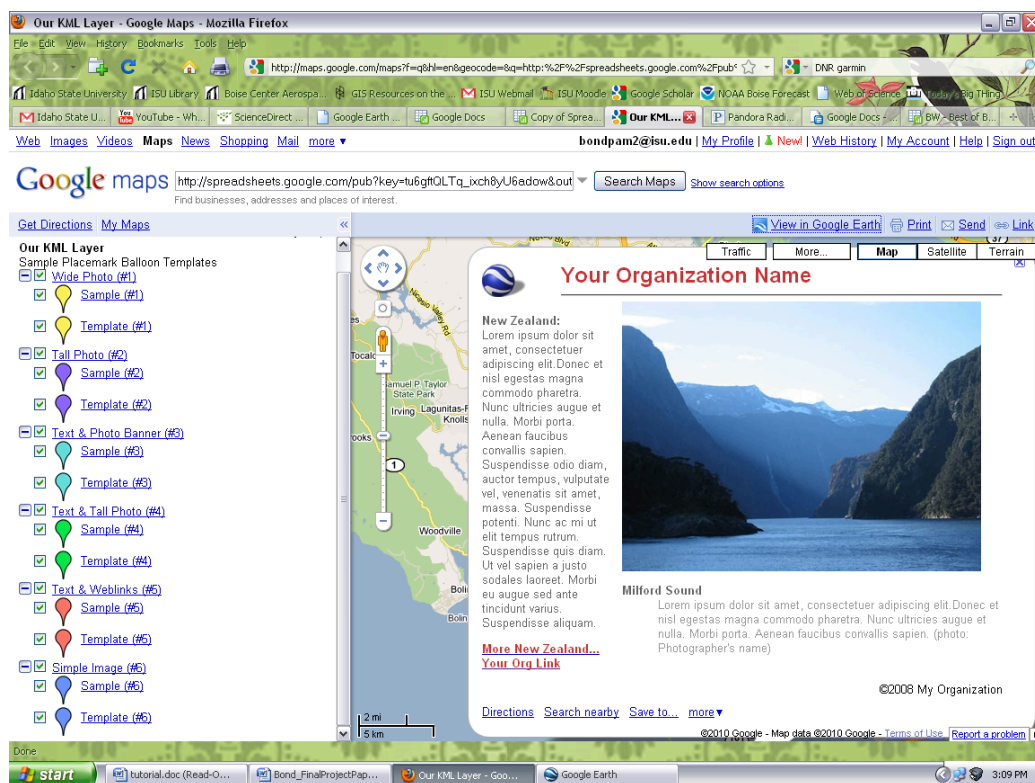 Our KML Layer - Google Maps - Mozilla Firefox
File Edit View History Bookmarks Tools Help
http://maps.google.com/maps?f=q&hl=en&geocode=&q=http:%2F%2Fspreadsheets.google.com%2Fpub° DNR garmin
Idaho State University ISU Library Boise Center Aerospa... GIS Resources on the ... ISU Webmail ISU Moodle Google Scholar NOAA Boise Forecast Web of Science Today's Big THing
Idaho State U... YouTube - Wh... ScienceDirect ... Google Earth ... Google Docs Copy of Sprea... Our KML... Pandora Radi... Google Docs - ... BW - Best of B...
Web Images Videos Maps News Shopping Mail more ▼ bondpam2@isu.edu | My Profile | New! | Web History | My Account | Help | Sign out
Google maps http://spreadsheets.google.com/pub?key=tu6gftQLTq_ixch8yU6adow&out Search Maps Show search options
Find businesses, addresses and places of interest.
Get Directions My Maps « View in Google Earth Print Send Link
Our KML Layer
Sample Placemark Balloon Templates
Wide Photo (#1)
Sample (#1)
Template (#1)
Tall Photo (#2)
Sample (#2)
Template (#2)
Text & Photo Banner (#3)
Sample (#3)
Template (#3)
Text & Tall Photo (#4)
Sample (#4)
Template (#4)
Text & Weblinks (#5)
Sample (#5)
Template (#5)
Simple Image (#6)
Sample (#6)
Template (#6)
Traffic More... Map Satellite Terrain
37
Novato Blvd
Nicasio Valley Rd
Samuel P. Taylor
State Park
Irving
Lagunitas-F
Knolls
1
Woodville
Boli
Bolin
2 mi
5 km
Your Organization Name
New Zealand:
Lorem ipsum dolor sit
amet, consectetuer
adipiscing elit.Donec et
nisl egestas magna
commodo pharetra.
Nunc ultricies augue et
nulla. Morbi porta.
Aenean faucibus
convallis sapien.
Suspendisse odio diam,
auctor tempus, vulputate
vel, venenatis sit amet,
massa. Suspendisse
potenti. Nunc ac mi ut
elit tempus rutrum.
Suspendisse quis diam.
Ut vel sapien a justo
sodales laoreet. Morbi
eu augue sed ante
tincidunt varius.
Suspendisse aliquam.
More New Zealand...
Your Org Link
Milford Sound
Lorem ipsum dolor sit amet, consectetuer adipiscing elit.Donec et
nisl egestas magna commodo pharetra. Nunc ultricies augue et
nulla. Morbi porta. Aenean faucibus convallis sapien. (photo:
Photographer's name)
©2008 My Organization
Directions Search nearby Save to... more▼
©2010 Google - Map data ©2010 Google - Terms of Use Report a problem
Done
start tutorial.doc (Read-O... Bond_FinalProjectPap... Our KML Layer - Goo... Google Earth 3:09 PM